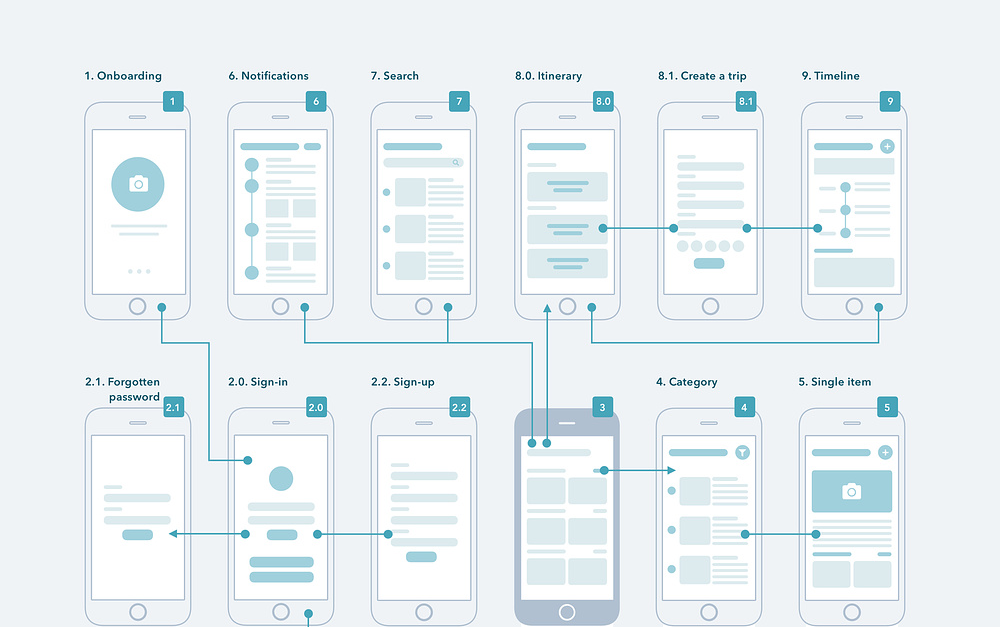 1. Onboarding
6. Notifications
7. Search
8.0. Itinerary
8.1. Create a trip
9. Timeline
1
6
7
8.0
8.1
9
2.1. Forgotten
password
2.0. Sign-in
2.2. Sign-up
4. Category
5. Single item
2.1
2.0
2.2
3
4
5